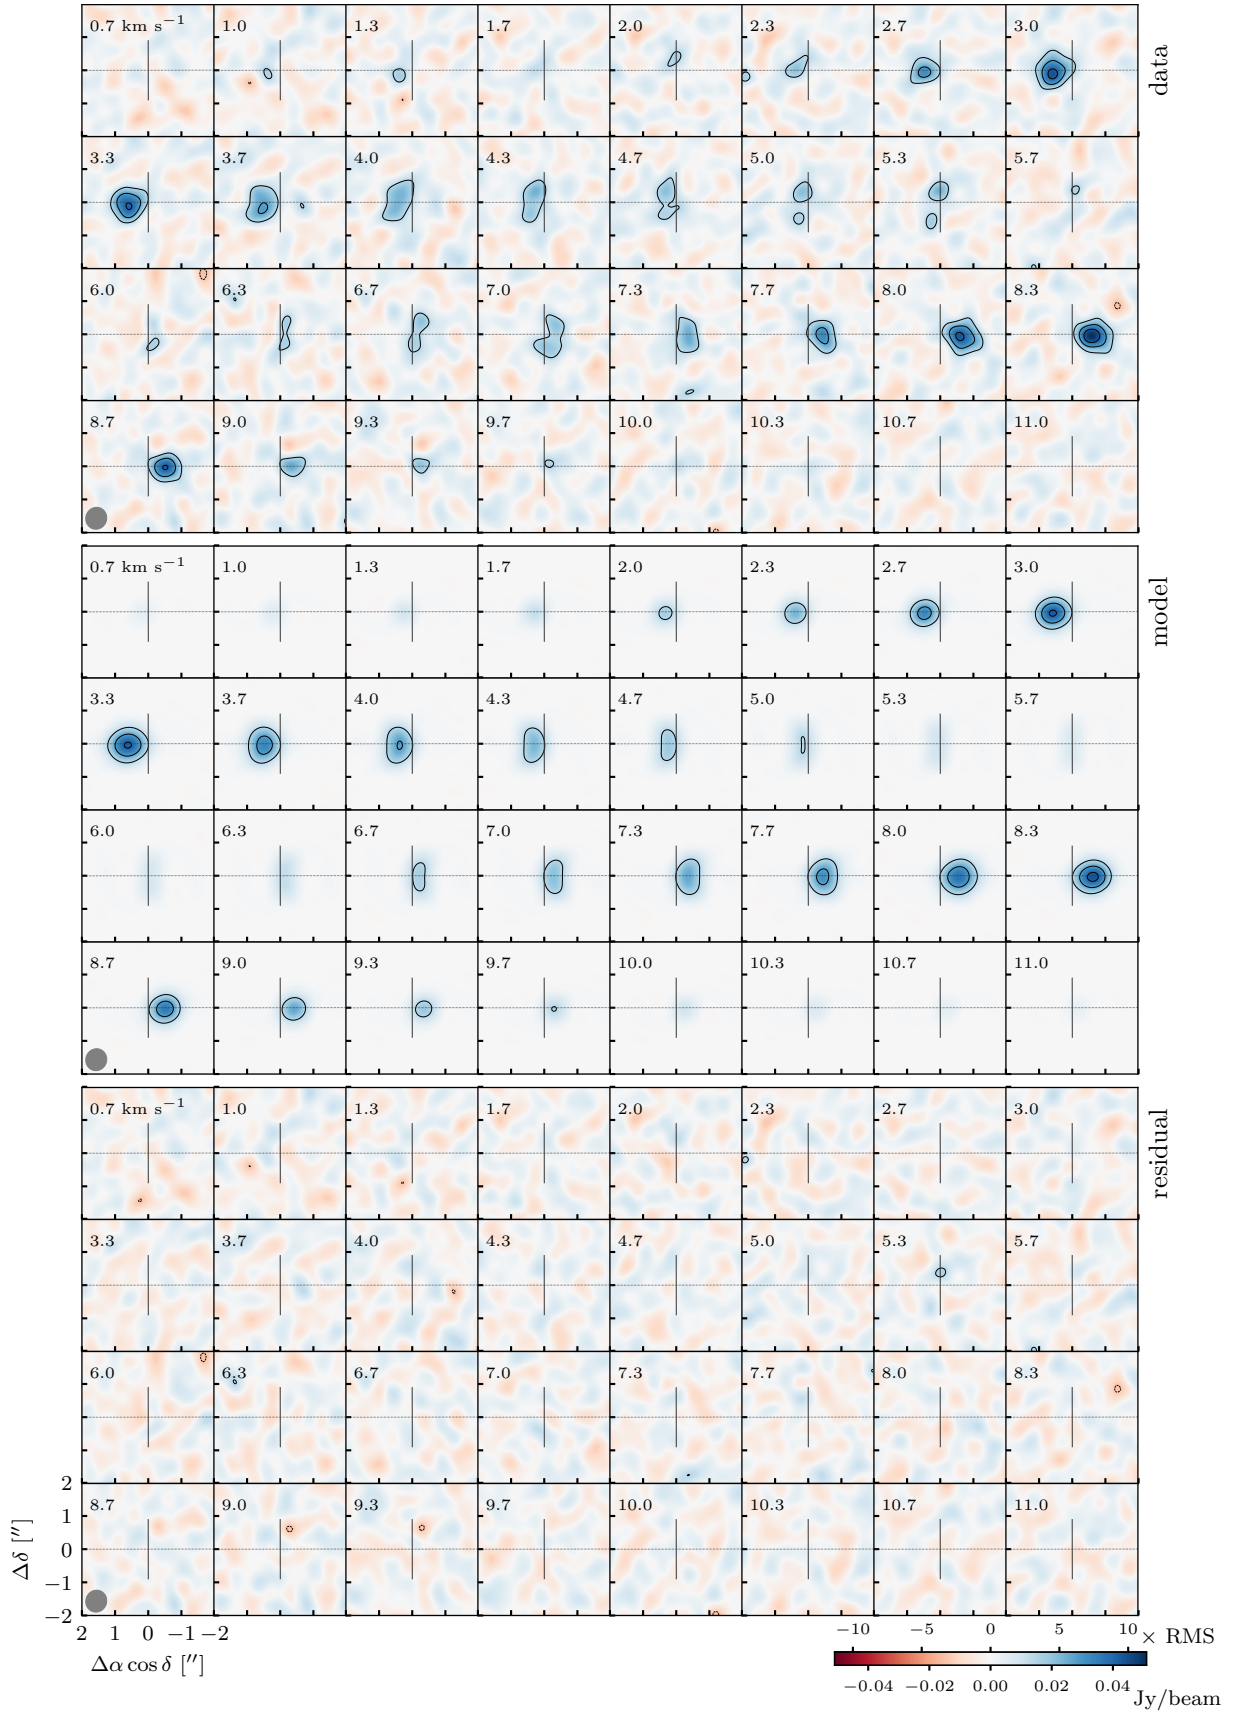 0.7 km s⁻¹ 1.0 1.3 1.7 2.0 2.3 2.7 3.0
data
3.3 3.7 4.0 4.3 4.7 5.0 5.3 5.7
6.0 6.3 6.7 7.0 7.3 7.7 8.0 8.3
8.7 9.0 9.3 9.7 10.0 10.3 10.7 11.0
0.7 km s⁻¹ 1.0 1.3 1.7 2.0 2.3 2.7 3.0
model
3.3 3.7 4.0 4.3 4.7 5.0 5.3 5.7
6.0 6.3 6.7 7.0 7.3 7.7 8.0 8.3
8.7 9.0 9.3 9.7 10.0 10.3 10.7 11.0
0.7 km s⁻¹ 1.0 1.3 1.7 2.0 2.3 2.7 3.0
residual
3.3 3.7 4.0 4.3 4.7 5.0 5.3 5.7
6.0 6.3 6.7 7.0 7.3 7.7 8.0 8.3
8.7 9.0 9.3 9.7 10.0 10.3 10.7 11.0
2
1
0
−1
−2
Δδ [″]
2 1 0 −1 −2
Δα cos δ [″]
−10 −5 0 5 10 × RMS
−0.04 −0.02 0.00 0.02 0.04 Jy/beam